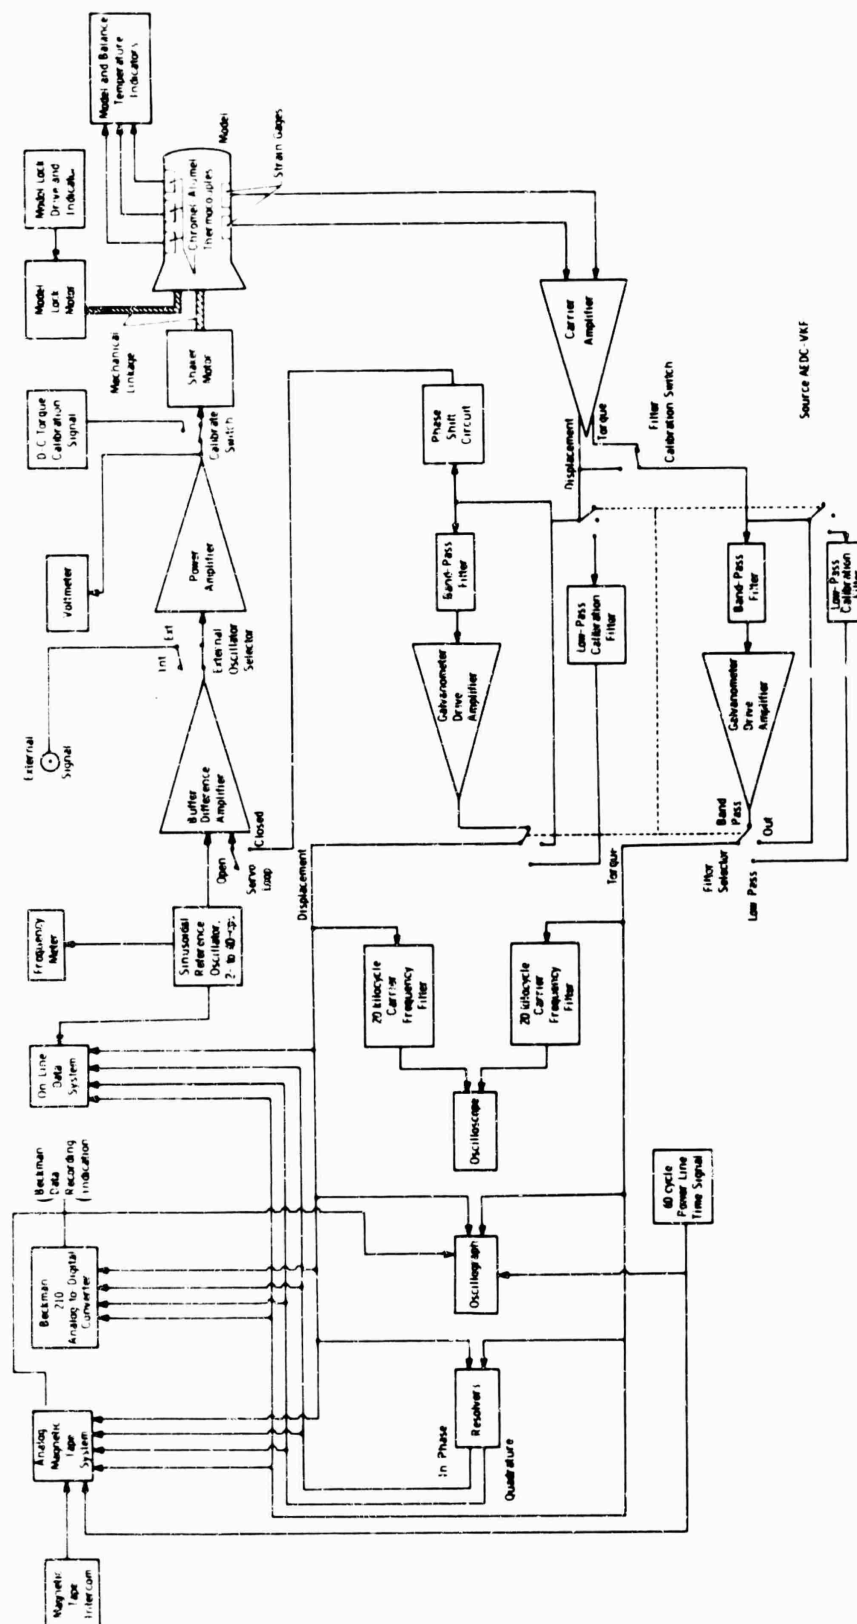 Magnetic
Tape
Intercom
Analog
Magnetic
Tape
System
Beckman
210
Analog to Digital
Converter
(Beckman
Data
Recording
Indication)
On Line
Data
System
Frequency
Meter
Sinusoidal
Reference
Oscillator,
External
Signal
Open
Closed
Servo
Loop
Buffer
Difference
Amplifier
Int
Ext
External
Oscillator
Selector
Voltmeter
Power
Amplifier
D-C Torque
Calibration
Signal
Calibrate
Switch
Mechanical
Linkage
Shaker
Motor
Model
Lock
Motor
Model Lock
Drive and
Indicator
Model and Balance
Temperature
Indicators
Chromel Alumel
Thermocouples
Model
Strain Gages
In Phase
Quadrature
Resolvers
Oscillograph
Oscilloscope
60 cycle
Power Line
Time Signal
20 kilocycle
Carrier
Frequency
Filter
20 kilocycle
Carrier
Frequency
Filter
Displacement
Torque
Filter
Selector
Low Pass
Band
Pass
Out
Galvanometer
Drive
Amplifier
Band-Pass
Filter
Phase
Shift
Circuit
Low-Pass
Calibration
Filter
Galvanometer
Drive
Amplifier
Band-Pass
Filter
Low-Pass
Calibration
Filter
Displacement
Torque
Carrier
Amplifier
Filter
Calibration Switch
Source AEDC-VKF